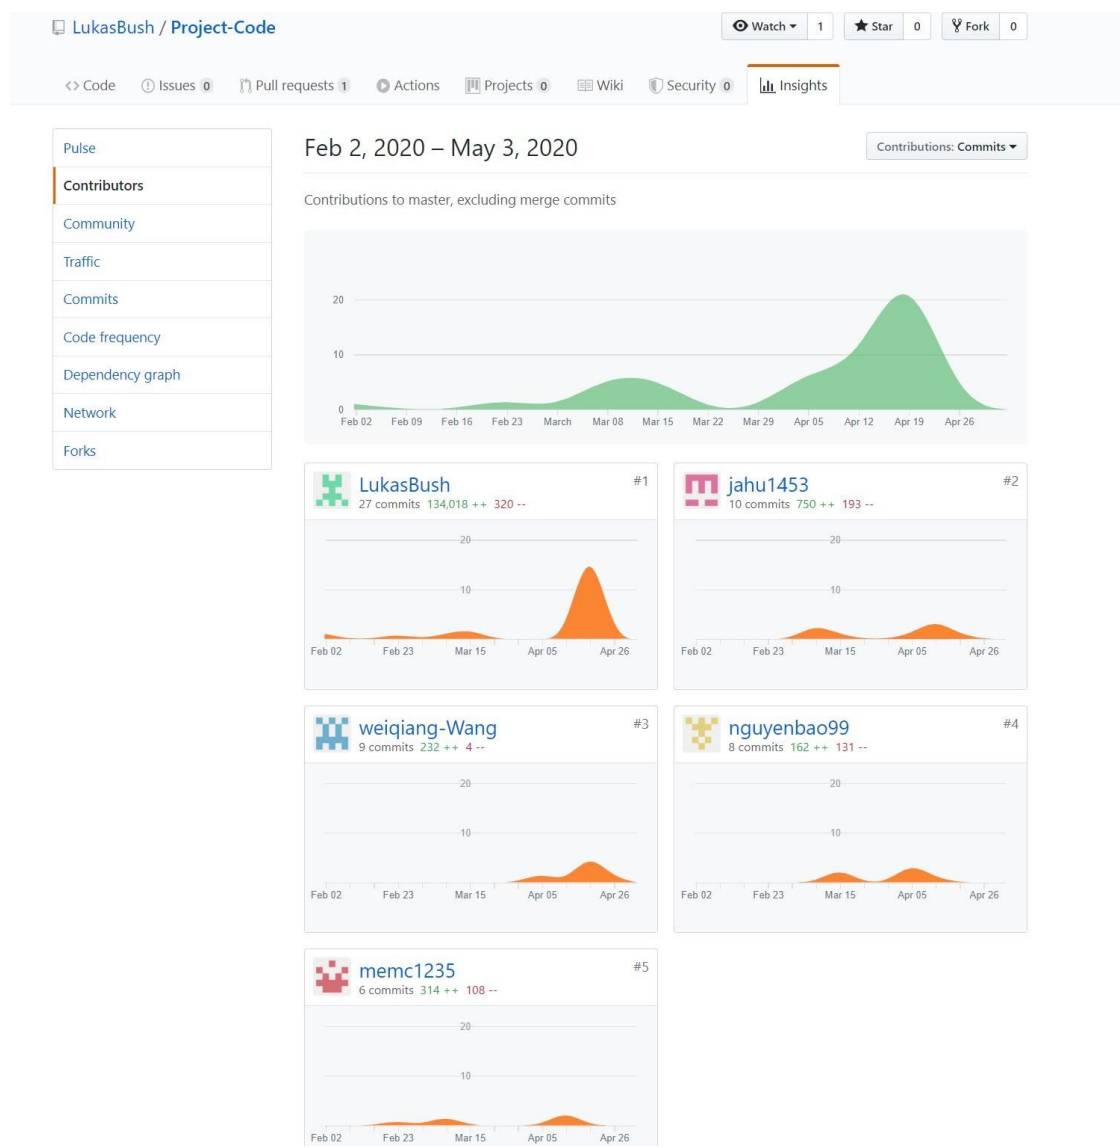 LukasBush / Project-Code
Watch 1 Star 0 Fork 0
Code Issues 0 Pull requests 1 Actions Projects 0 Wiki Security 0 Insights
Pulse
Contributors
Community
Traffic
Commits
Code frequency
Dependency graph
Network
Forks
Feb 2, 2020 – May 3, 2020
Contributions: Commits
Contributions to master, excluding merge commits
20
10
0
Feb 02 Feb 09 Feb 16 Feb 23 March Mar 08 Mar 15 Mar 22 Mar 29 Apr 05 Apr 12 Apr 19 Apr 26
LukasBush #1
27 commits 134,018 ++ 320 --
20
10
Feb 02 Feb 23 Mar 15 Apr 05 Apr 26
jahu1453 #2
10 commits 750 ++ 193 --
20
10
Feb 02 Feb 23 Mar 15 Apr 05 Apr 26
weiqiang-Wang #3
9 commits 232 ++ 4 --
20
10
Feb 02 Feb 23 Mar 15 Apr 05 Apr 26
nguyenbao99 #4
8 commits 162 ++ 131 --
20
10
Feb 02 Feb 23 Mar 15 Apr 05 Apr 26
memc1235 #5
6 commits 314 ++ 108 --
20
10
Feb 02 Feb 23 Mar 15 Apr 05 Apr 26